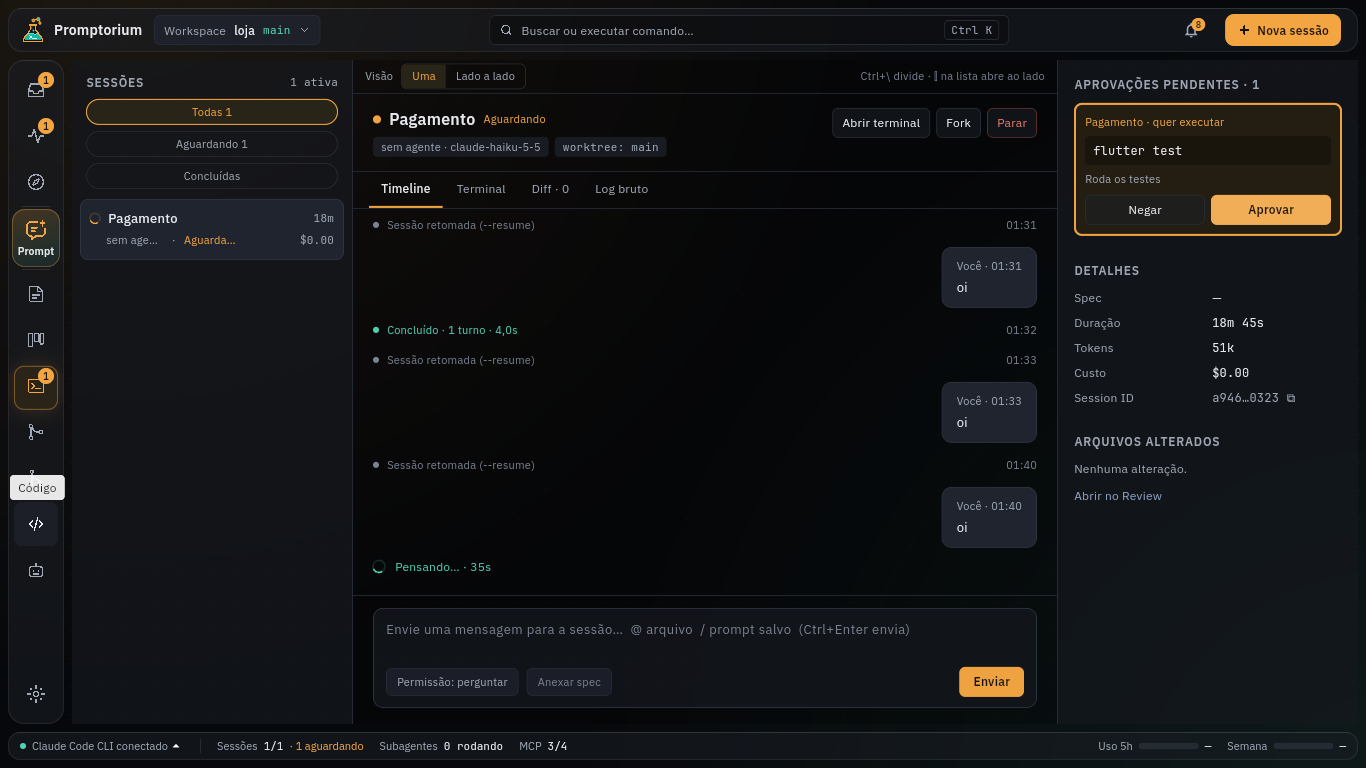 Promptorium
Workspace loja main
Buscar ou executar comando…
Ctrl K
8
+ Nova sessão
1
1
Prompt
1
Código
SESSÕES
1 ativa
Todas 1
Aguardando 1
Concluídas
Pagamento
18m
sem age… · Aguarda…
$0.00
Visão
Uma
Lado a lado
Ctrl+\ divide · ‖ na lista abre ao lado
Pagamento Aguardando
Abrir terminal
Fork
Parar
sem agente · claude-haiku-5-5
worktree: main
Timeline
Terminal
Diff · 0
Log bruto
Sessão retomada (--resume)
01:31
Você · 01:31
oi
Concluído · 1 turno · 4,0s
01:32
Sessão retomada (--resume)
01:33
Você · 01:33
oi
Sessão retomada (--resume)
01:40
Você · 01:40
oi
Pensando… · 35s
Envie uma mensagem para a sessão… @ arquivo / prompt salvo (Ctrl+Enter envia)
Permissão: perguntar
Anexar spec
Enviar
APROVAÇÕES PENDENTES · 1
Pagamento · quer executar
flutter test
Roda os testes
Negar
Aprovar
DETALHES
Spec —
Duração 18m 45s
Tokens 51k
Custo $0.00
Session ID a946…0323
ARQUIVOS ALTERADOS
Nenhuma alteração.
Abrir no Review
Claude Code CLI conectado
Sessões 1/1 · 1 aguardando
Subagentes 0 rodando
MCP 3/4
Uso 5h —
Semana —